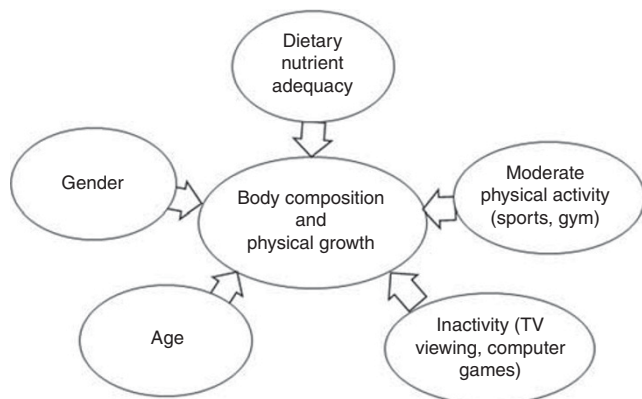 Dietary
nutrient
adequacy
Gender
Moderate
physical activity
(sports, gym)
Body composition
and
physical growth
Age
Inactivity (TV
viewing, computer
games)